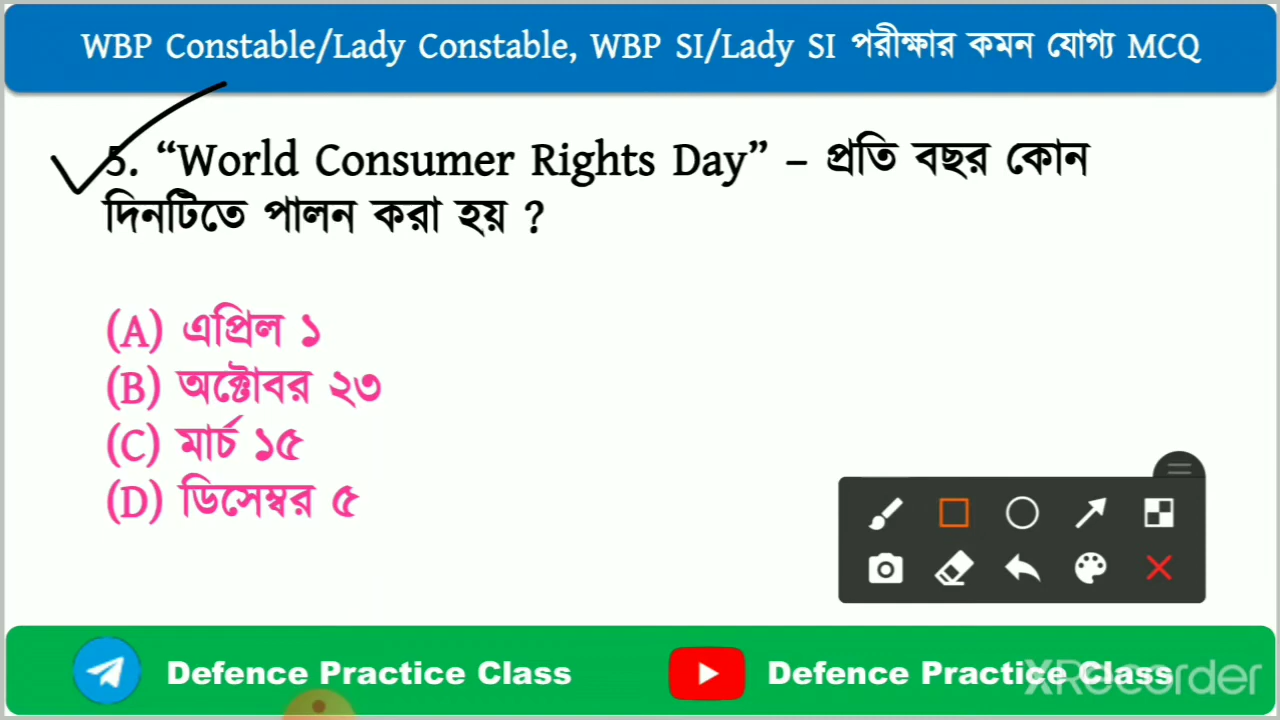 WBP Constable/Lady Constable, WBP SI/Lady SI পরীক্ষার কমন যোগ্য MCQ
5. “World Consumer Rights Day” – প্রতি বছর কোন
দিনটিতে পালন করা হয় ?
(A) এপ্রিল ১
(B) অক্টোবর ২৩
(C) মার্চ ১৫
(D) ডিসেম্বর ৫
Defence Practice Class
Defence Practice Class
XRecorder